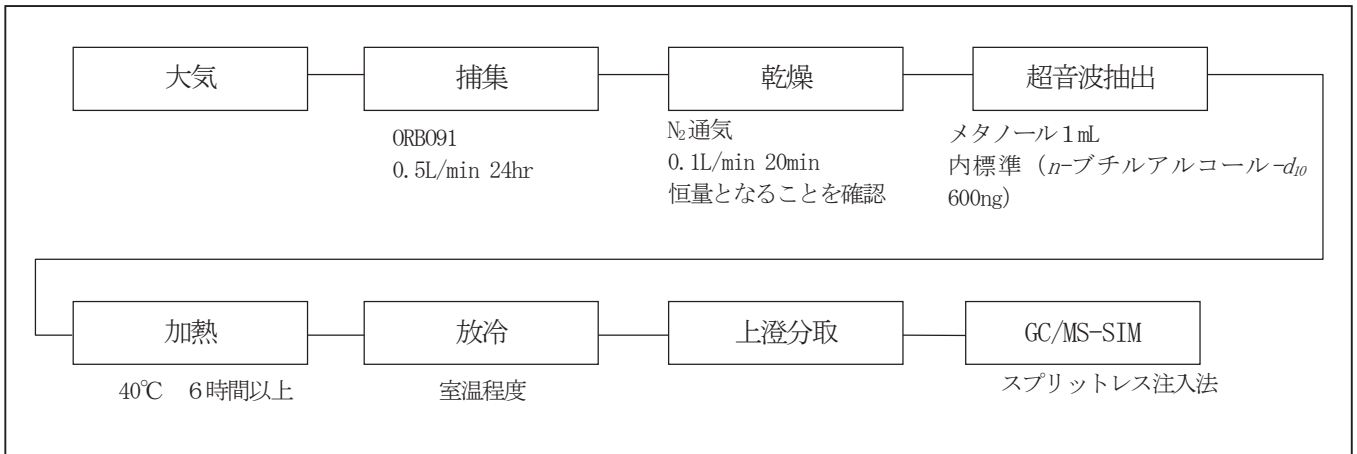 大気
捕集
ORBO91
0.5L/min 24hr
乾燥
N₂通気
0.1L/min 20min
恒量となることを確認
超音波抽出
メタノール１mL
内標準（n-ブチルアルコール-d₁₀
600ng）
加熱
40℃　６時間以上
放冷
室温程度
上澄分取
GC/MS-SIM
スプリットレス注入法